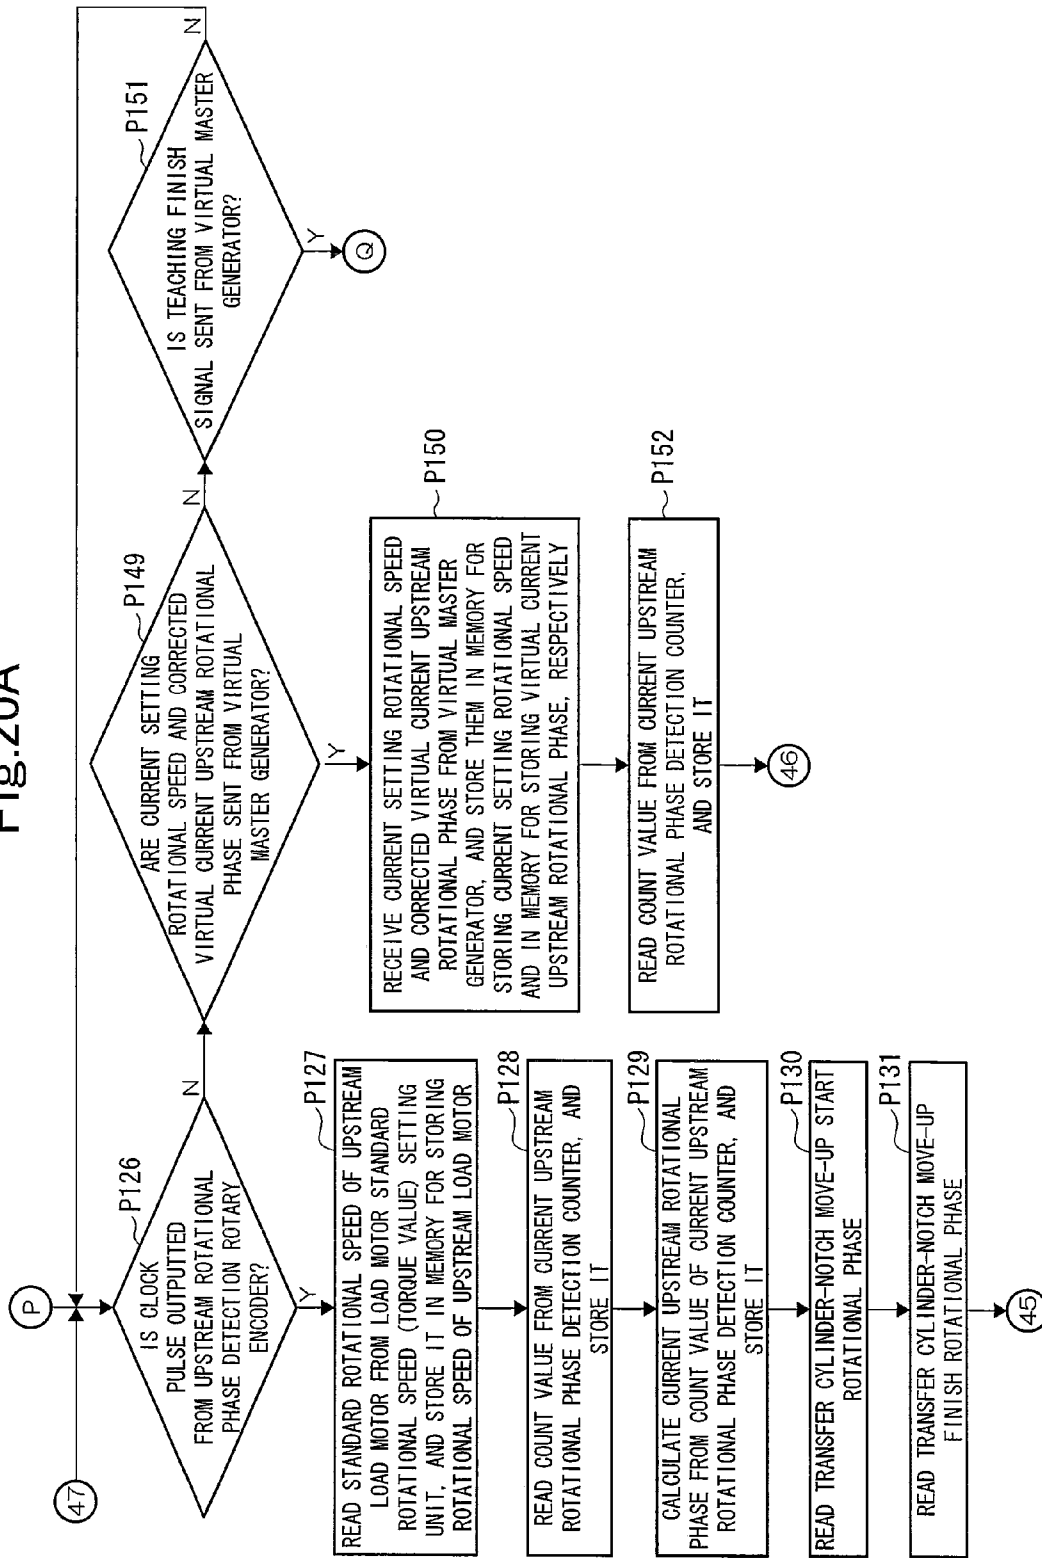 Fig.20A
P
47
P126
IS CLOCK
PULSE OUTPUTTED
FROM UPSTREAM ROTATIONAL
PHASE DETECTION ROTARY
ENCODER?
N
Y
P127
READ STANDARD ROTATIONAL SPEED OF UPSTREAM
LOAD MOTOR FROM LOAD MOTOR STANDARD
ROTATIONAL SPEED (TORQUE VALUE) SETTING
UNIT, AND STORE IT IN MEMORY FOR STORING
ROTATIONAL SPEED OF UPSTREAM LOAD MOTOR
P128
READ COUNT VALUE FROM CURRENT UPSTREAM
ROTATIONAL PHASE DETECTION COUNTER, AND
STORE IT
P129
CALCULATE CURRENT UPSTREAM ROTATIONAL
PHASE FROM COUNT VALUE OF CURRENT UPSTREAM
ROTATIONAL PHASE DETECTION COUNTER, AND
STORE IT
P130
READ TRANSFER CYLINDER-NOTCH MOVE-UP START
ROTATIONAL PHASE
P131
READ TRANSFER CYLINDER-NOTCH MOVE-UP
FINISH ROTATIONAL PHASE
45
P149
ARE CURRENT SETTING
ROTATIONAL SPEED AND CORRECTED
VIRTUAL CURRENT UPSTREAM ROTATIONAL
PHASE SENT FROM VIRTUAL
MASTER GENERATOR?
N
Y
P150
RECEIVE CURRENT SETTING ROTATIONAL SPEED
AND CORRECTED VIRTUAL CURRENT UPSTREAM
ROTATIONAL PHASE FROM VIRTUAL MASTER
GENERATOR, AND STORE THEM IN MEMORY FOR
STORING CURRENT SETTING ROTATIONAL SPEED
AND IN MEMORY FOR STORING VIRTUAL CURRENT
UPSTREAM ROTATIONAL PHASE, RESPECTIVELY
P152
READ COUNT VALUE FROM CURRENT UPSTREAM
ROTATIONAL PHASE DETECTION COUNTER,
AND STORE IT
46
P151
IS TEACHING FINISH
SIGNAL SENT FROM VIRTUAL MASTER
GENERATOR?
N
Y
Q